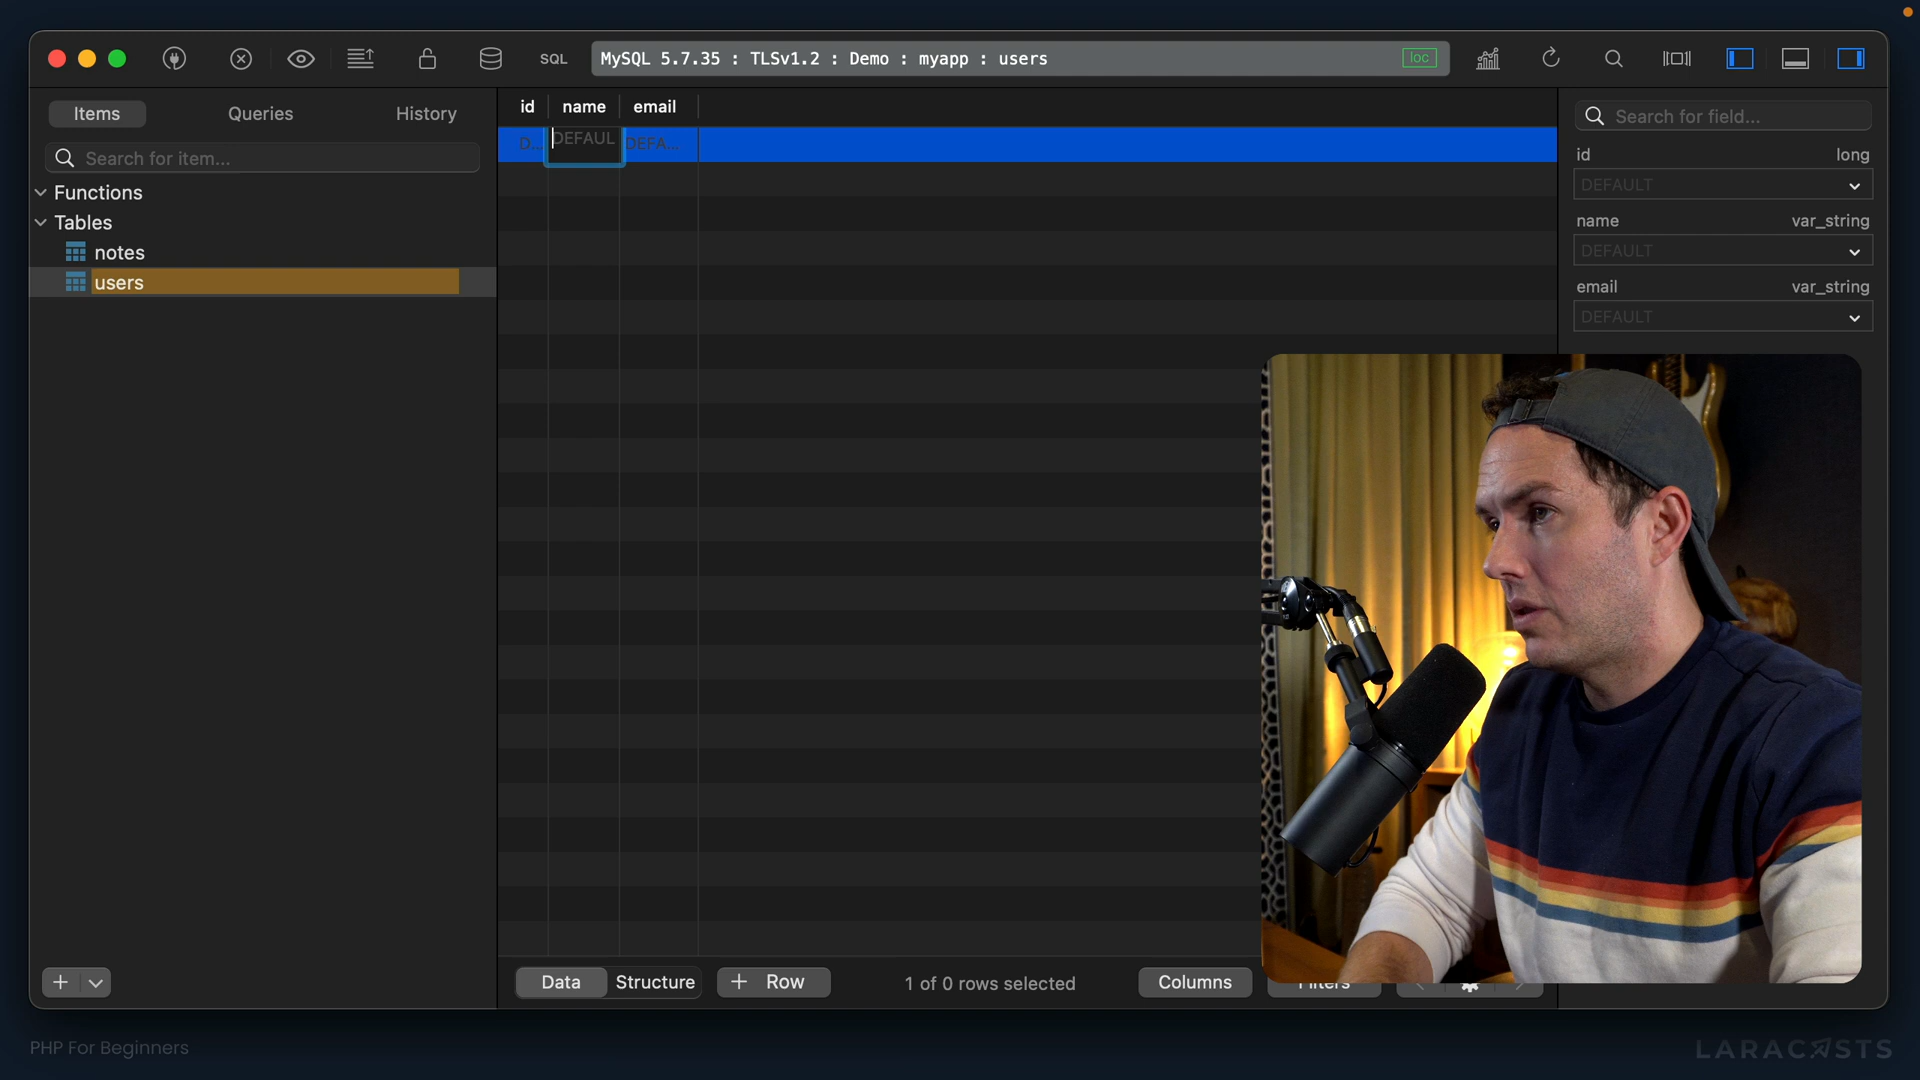 SQL
MySQL 5.7.35 : TLSv1.2 : Demo : myapp : users
loc
Items
Queries
History
Search for item...
Functions
Tables
notes
users
id
name
email
D...
DEFAUL
DEFA...
Search for field...
id
long
DEFAULT
name
var_string
DEFAULT
email
var_string
DEFAULT
Data
Structure
+ Row
1 of 0 rows selected
Columns
Filters
PHP For Beginners
LARACASTS